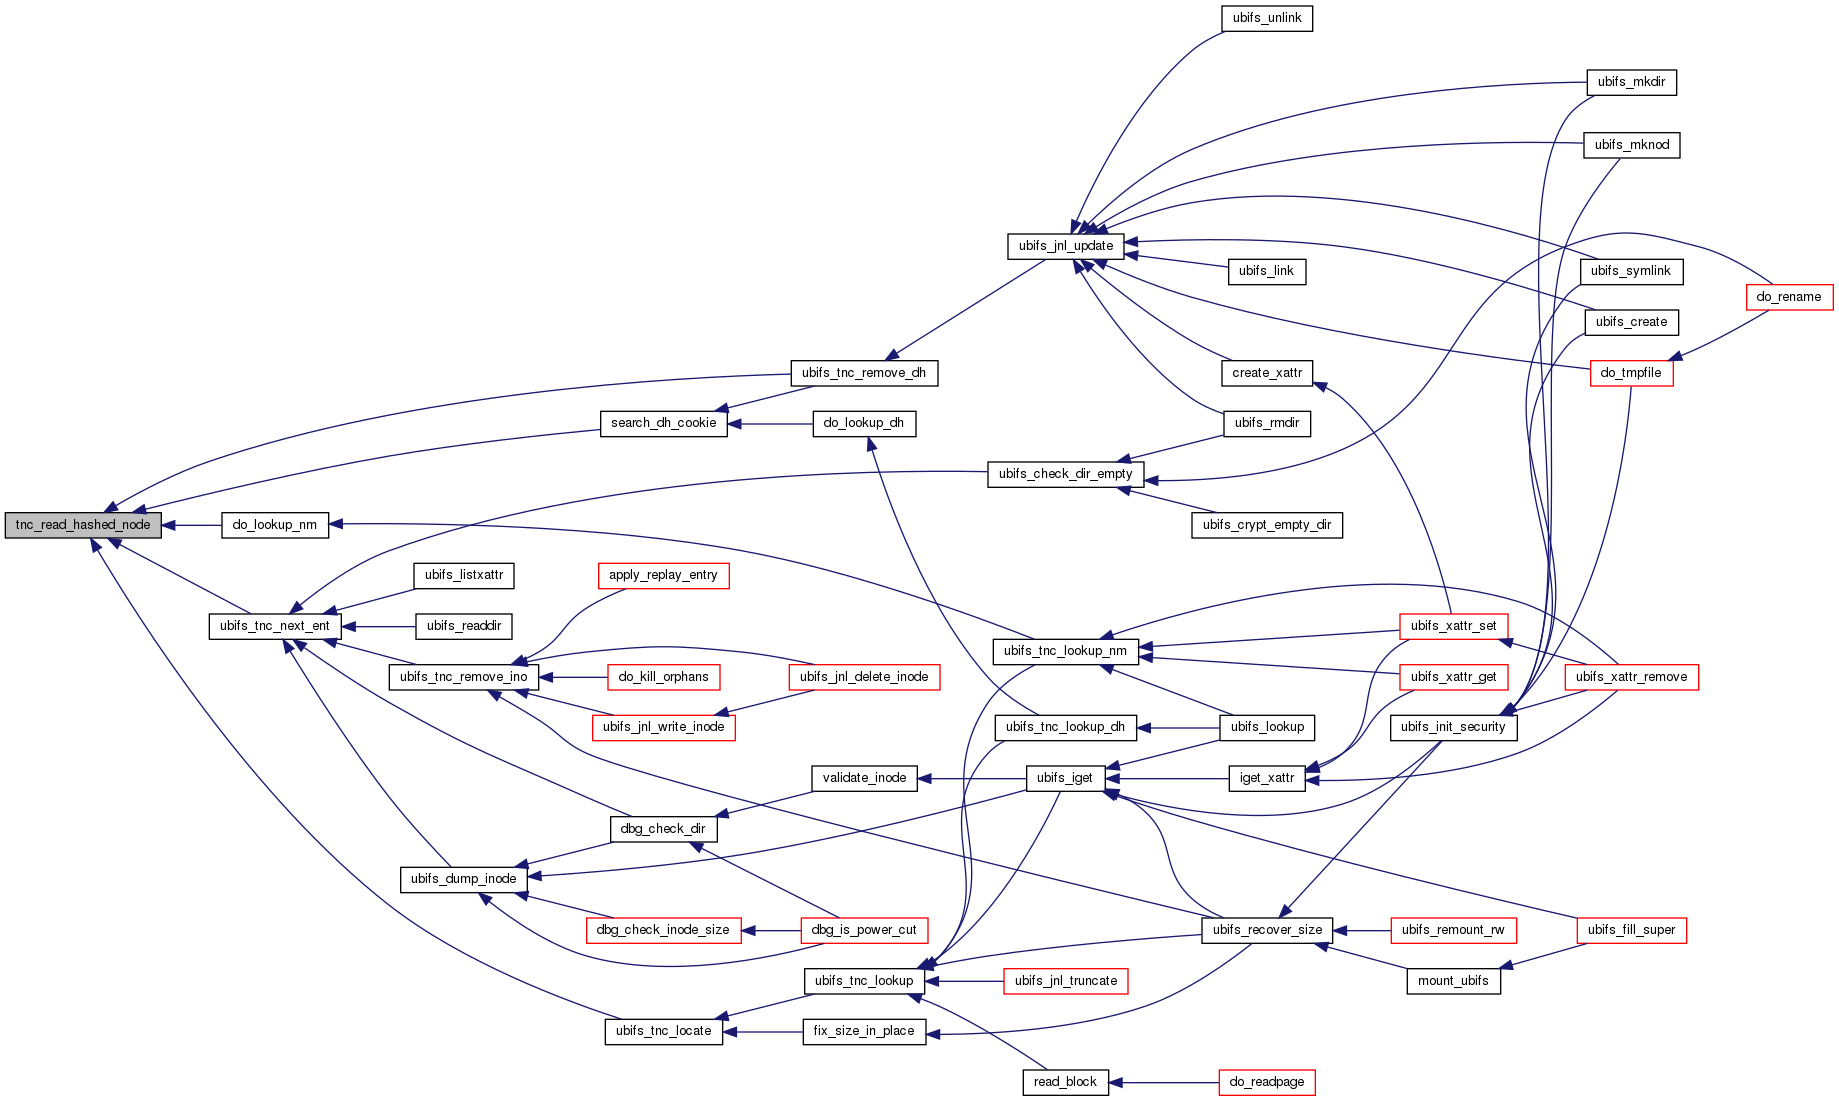 ubifs_unlink
ubifs_mkdir
ubifs_mknod
ubifs_jnl_update
ubifs_link
ubifs_symlink
do_rename
ubifs_create
ubifs_tnc_remove_dh
create_xattr
do_tmpfile
search_dh_cookie
do_lookup_dh
ubifs_rmdir
ubifs_check_dir_empty
tnc_read_hashed_node
do_lookup_nm
ubifs_crypt_empty_dir
ubifs_listxattr
apply_replay_entry
ubifs_tnc_next_ent
ubifs_readdir
ubifs_xattr_set
ubifs_tnc_lookup_nm
ubifs_tnc_remove_ino
do_kill_orphans
ubifs_jnl_delete_inode
ubifs_xattr_get
ubifs_xattr_remove
ubifs_jnl_write_inode
ubifs_tnc_lookup_dh
ubifs_lookup
ubifs_init_security
validate_inode
ubifs_iget
iget_xattr
dbg_check_dir
ubifs_dump_inode
dbg_check_inode_size
dbg_is_power_cut
ubifs_recover_size
ubifs_remount_rw
ubifs_fill_super
ubifs_tnc_lookup
ubifs_jnl_truncate
mount_ubifs
ubifs_tnc_locate
fix_size_in_place
read_block
do_readpage